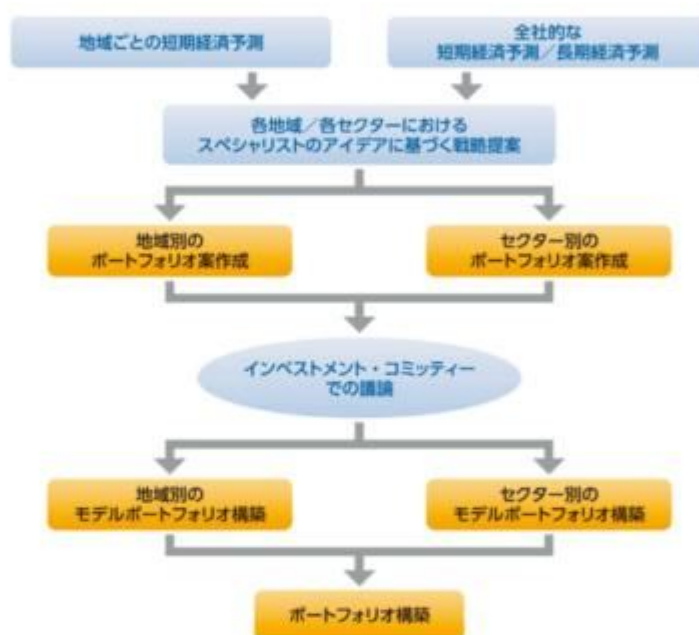 地域ごとの短期経済予測
全社的な
短期経済予測／長期経済予測
各地域／各セクターにおける
スペシャリストのアイデアに基づく戦略提案
地域別の
ポートフォリオ案作成
セクター別の
ポートフォリオ案作成
インベストメント・コミッティー
での議論
地域別の
モデルポートフォリオ構築
セクター別の
モデルポートフォリオ構築
ポートフォリオ構築